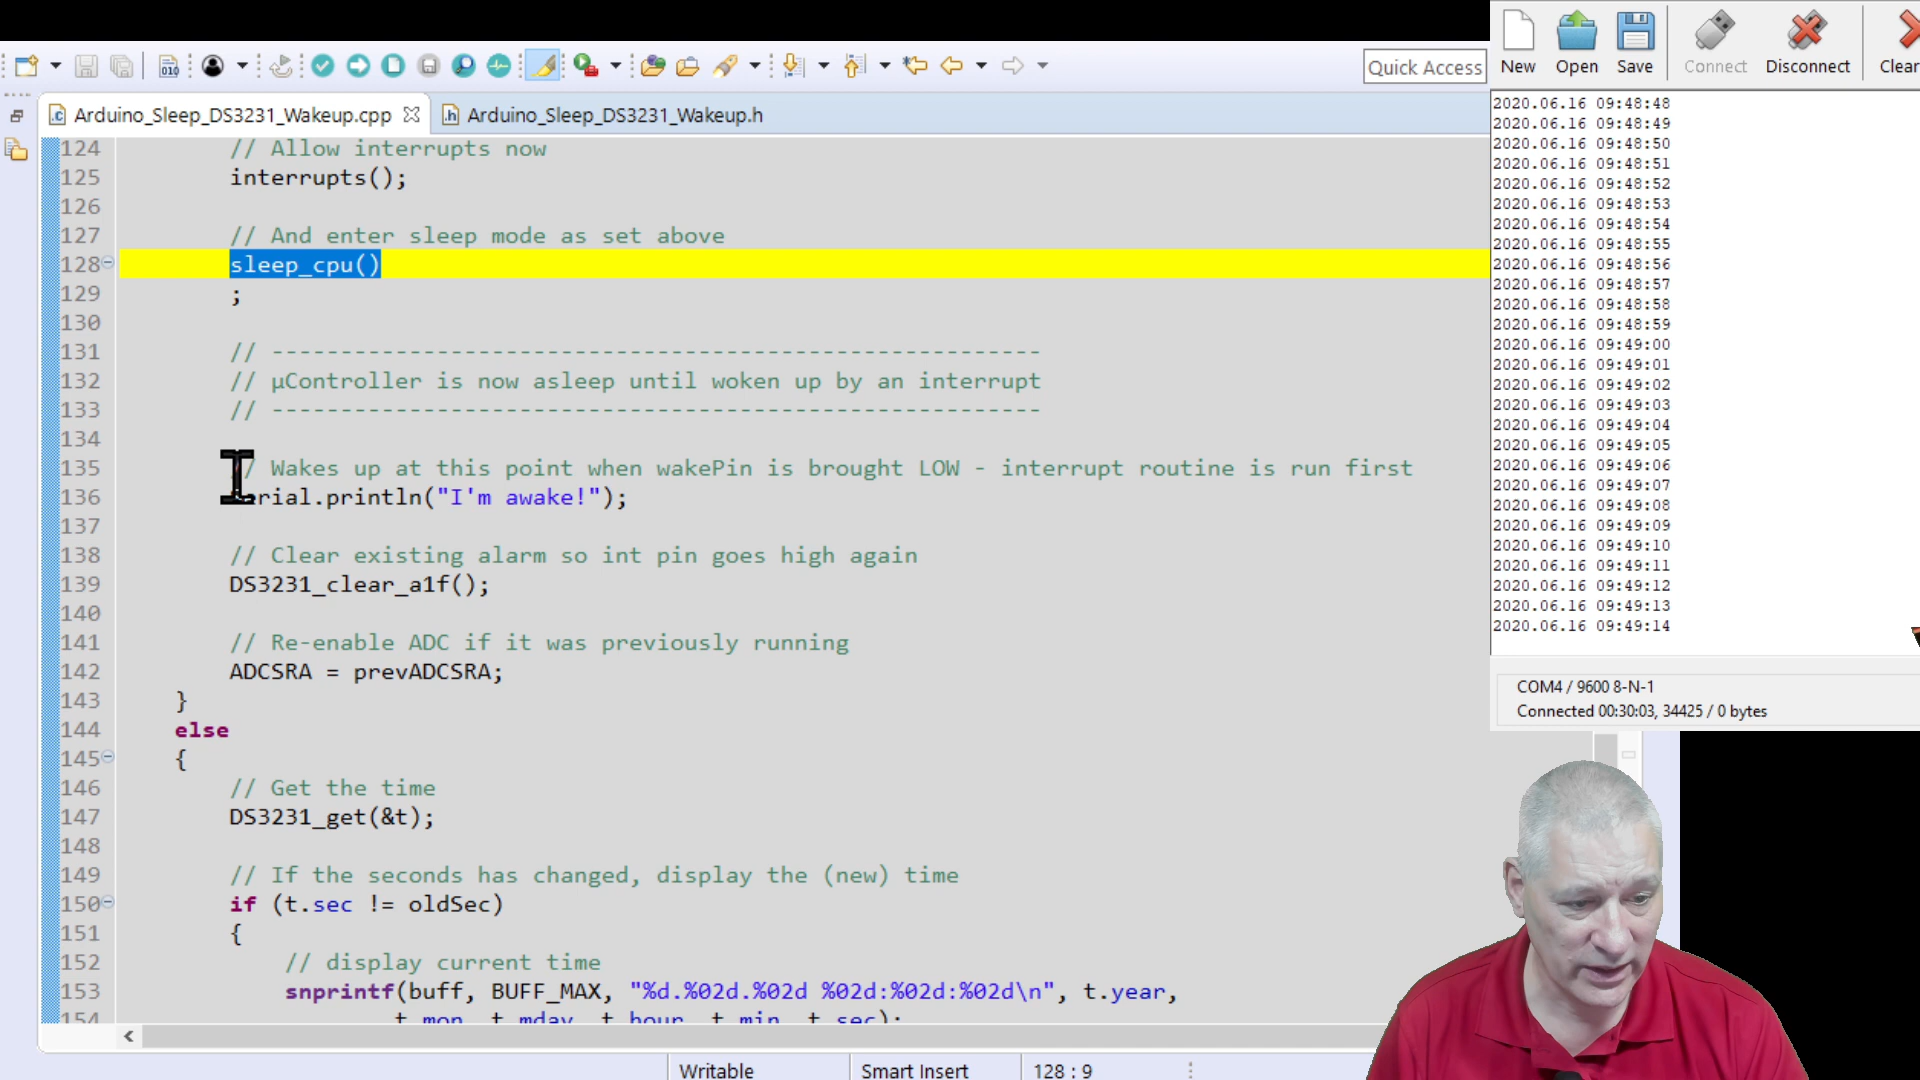 Quick Access
New Open Save Connect Disconnect Clear
Arduino_Sleep_DS3231_Wakeup.cpp
Arduino_Sleep_DS3231_Wakeup.h
124 // Allow interrupts now
125 interrupts();
126
127 // And enter sleep mode as set above
128 sleep_cpu()
129 ;
130
131 // --------------------------------------------------------
132 // µController is now asleep until woken up by an interrupt
133 // --------------------------------------------------------
134
135 / Wakes up at this point when wakePin is brought LOW - interrupt routine is run first
136 rial.println("I'm awake!");
137
138 // Clear existing alarm so int pin goes high again
139 DS3231_clear_a1f();
140
141 // Re-enable ADC if it was previously running
142 ADCSRA = prevADCSRA;
143 }
144 else
145 {
146 // Get the time
147 DS3231_get(&t);
148
149 // If the seconds has changed, display the (new) time
150 if (t.sec != oldSec)
151 {
152 // display current time
153 snprintf(buff, BUFF_MAX, "%d.%02d.%02d %02d:%02d:%02d\n", t.year,
154 t.mon, t.mday, t.hour, t.min, t.sec);
Writable Smart Insert 128 : 9
2020.06.16 09:48:48
2020.06.16 09:48:49
2020.06.16 09:48:50
2020.06.16 09:48:51
2020.06.16 09:48:52
2020.06.16 09:48:53
2020.06.16 09:48:54
2020.06.16 09:48:55
2020.06.16 09:48:56
2020.06.16 09:48:57
2020.06.16 09:48:58
2020.06.16 09:48:59
2020.06.16 09:49:00
2020.06.16 09:49:01
2020.06.16 09:49:02
2020.06.16 09:49:03
2020.06.16 09:49:04
2020.06.16 09:49:05
2020.06.16 09:49:06
2020.06.16 09:49:07
2020.06.16 09:49:08
2020.06.16 09:49:09
2020.06.16 09:49:10
2020.06.16 09:49:11
2020.06.16 09:49:12
2020.06.16 09:49:13
2020.06.16 09:49:14
COM4 / 9600 8-N-1
Connected 00:30:03, 34425 / 0 bytes